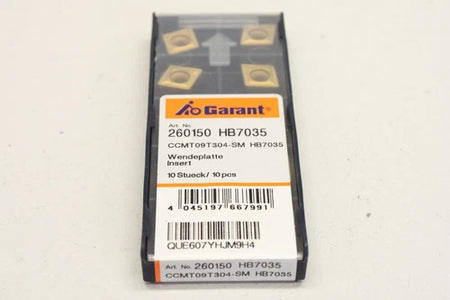 Garant®
Art. No.
260150 HB7035
CCMT09T304-SM HB7035
Wendeplatte
Insert
10 Stueck/10 pcs
4 045197 667991
QUE607YHJM9H4
Art. No. 260150 HB7035
CCMT09T304-SM HB7035